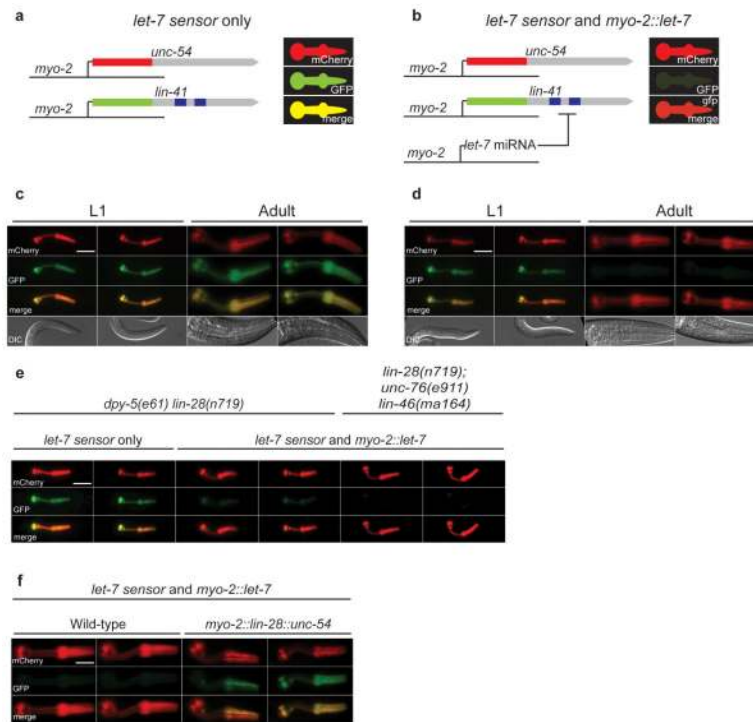 a
let-7 sensor only
unc-54
myo-2
lin-41
myo-2
mCherry
GFP
merge
b
let-7 sensor and myo-2::let-7
unc-54
myo-2
lin-41
myo-2
let-7 miRNA
myo-2
mCherry
GFP
gfp
merge
c
L1 Adult
mCherry
GFP
merge
DIC
d
L1 Adult
mCherry
GFP
merge
DIC
e
dpy-5(e61) lin-28(n719)
lin-28(n719);
unc-76(e911)
lin-46(ma164)
let-7 sensor only
let-7 sensor and myo-2::let-7
mCherry
GFP
merge
f
let-7 sensor and myo-2::let-7
Wild-type
myo-2::lin-28::unc-54
mCherry
GFP
merge